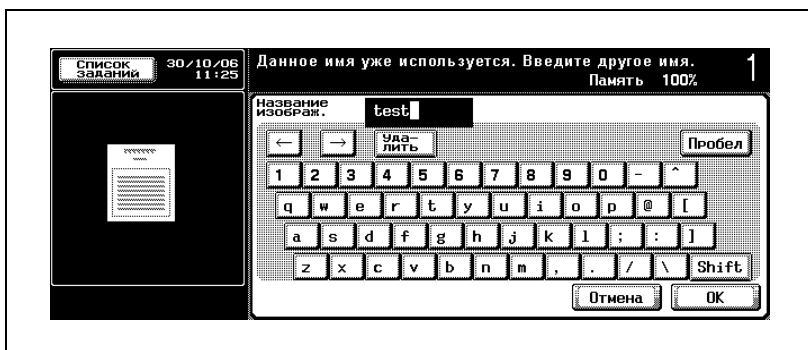 Список заданий
30/10/06
11:25
Данное имя уже используется. Введите другое имя.
Память 100%
1
Название изображ.
test
← → Уда-лить Пробел
1 2 3 4 5 6 7 8 9 0 - ^
q w e r t y u i o p @ [
a s d f g h j k l ; : ]
z x c v b n m , . / \ Shift
Отмена OK